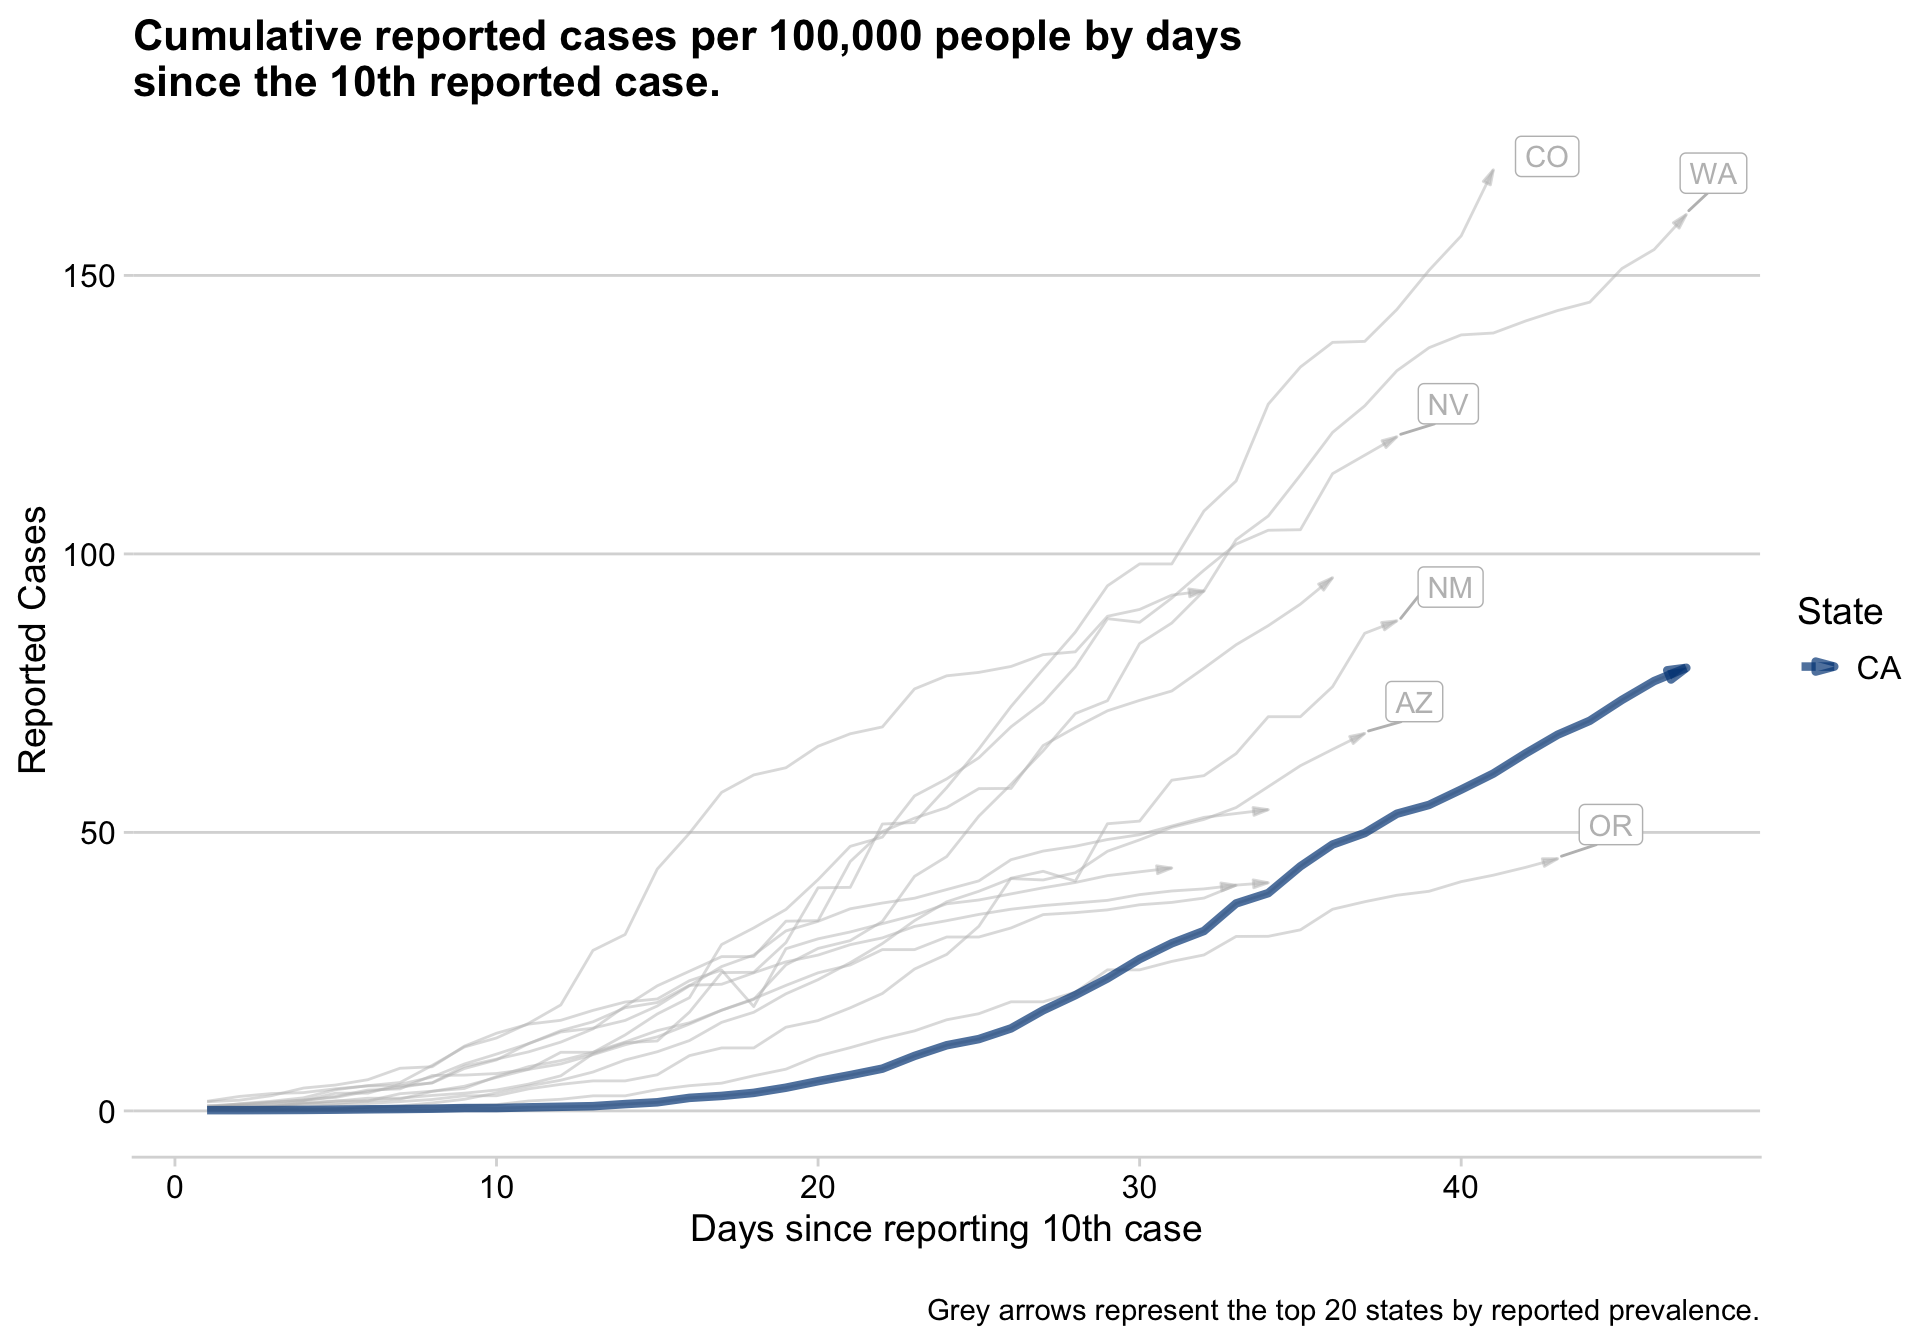 Cumulative reported cases per 100,000 people by days
since the 10th reported case.
CO
WA
150
NV
100
NM
AZ
50
OR
0
Reported Cases
State
CA
0 10 20 30 40
Days since reporting 10th case
Grey arrows represent the top 20 states by reported prevalence.